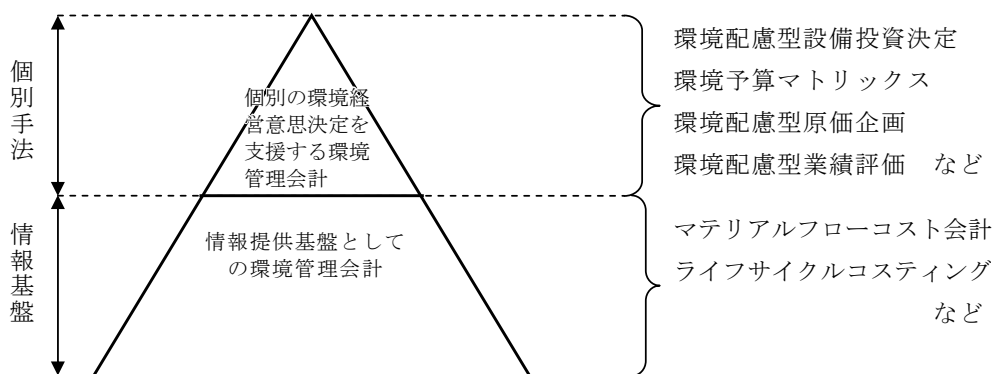 個別手法
個別の環境経
営意思決定を
支援する環境
管理会計
環境配慮型設備投資決定
環境予算マトリックス
環境配慮型原価企画
環境配慮型業績評価　など
情報基盤
情報提供基盤として
の環境管理会計
マテリアルフローコスト会計
ライフサイクルコスティング
など